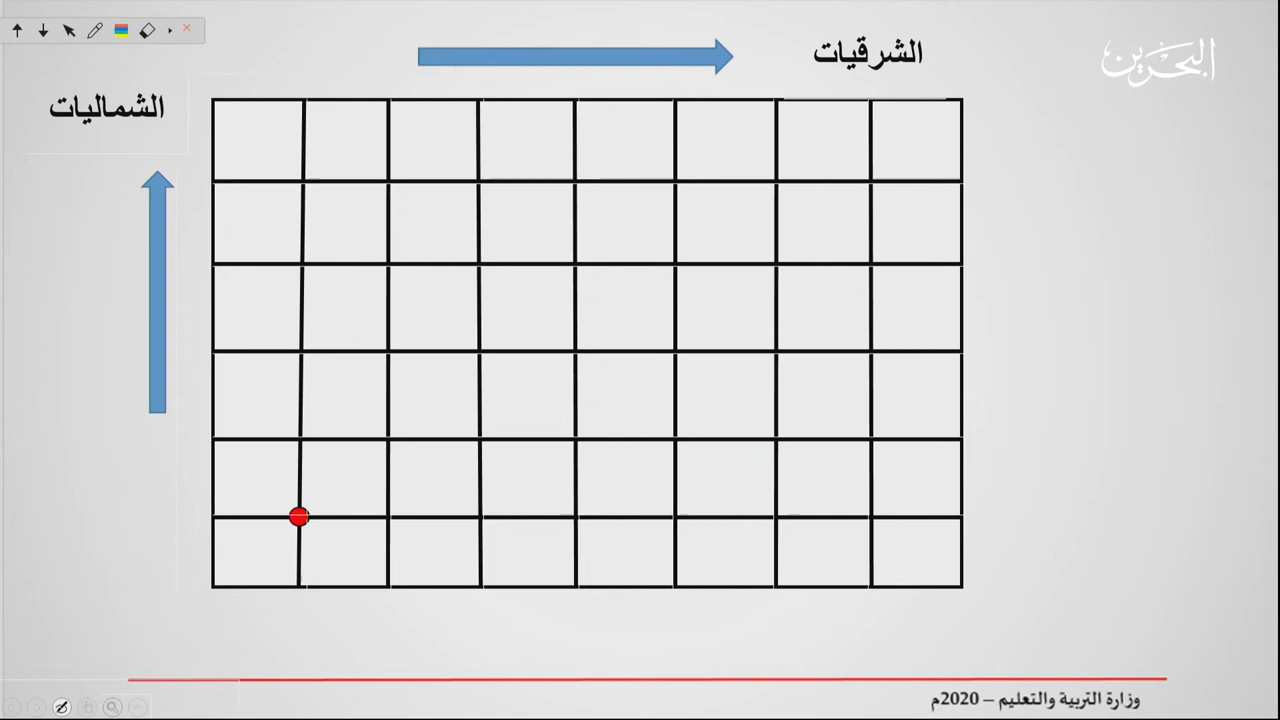 الشرقيات
البحرين
الشماليات
وزارة التربية والتعليم – 2020م